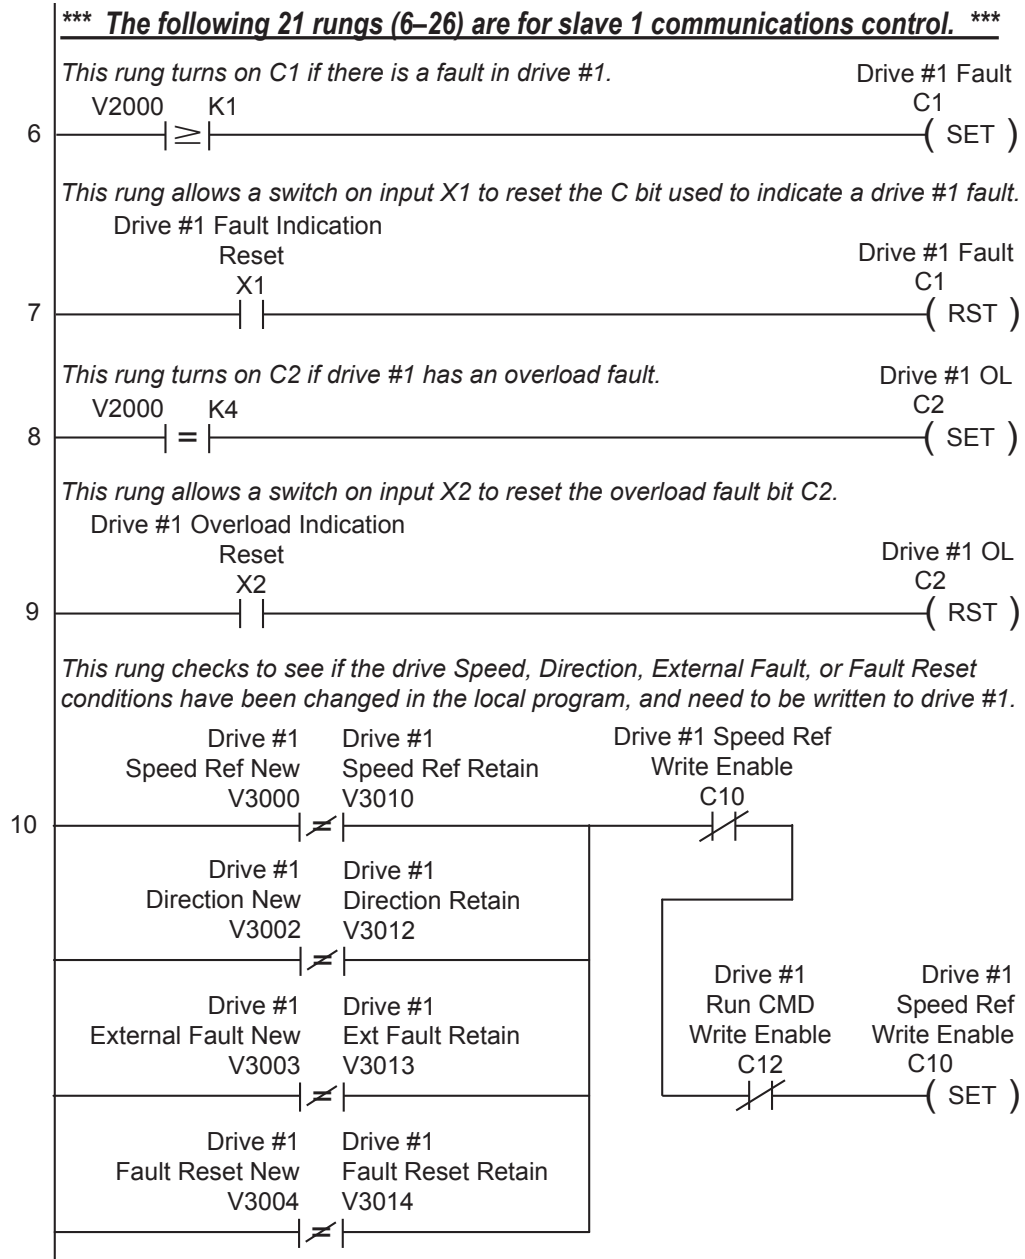 *** The following 21 rungs (6–26) are for slave 1 communications control. ***
This rung turns on C1 if there is a fault in drive #1.
Drive #1 Fault
V2000 K1
C1
6
≥
( SET )
This rung allows a switch on input X1 to reset the C bit used to indicate a drive #1 fault.
Drive #1 Fault Indication
Reset
X1
Drive #1 Fault
C1
7
( RST )
This rung turns on C2 if drive #1 has an overload fault.
Drive #1 OL
V2000 K4
C2
8
=
( SET )
This rung allows a switch on input X2 to reset the overload fault bit C2.
Drive #1 Overload Indication
Reset
X2
Drive #1 OL
C2
9
( RST )
This rung checks to see if the drive Speed, Direction, External Fault, or Fault Reset
conditions have been changed in the local program, and need to be written to drive #1.
Drive #1
Speed Ref New
V3000
Drive #1
Speed Ref Retain
V3010
Drive #1 Speed Ref
Write Enable
C10
10
≠
Drive #1
Direction New
V3002
Drive #1
Direction Retain
V3012
≠
Drive #1
External Fault New
V3003
Drive #1
Ext Fault Retain
V3013
≠
Drive #1
Run CMD
Write Enable
C12
Drive #1
Speed Ref
Write Enable
C10
( SET )
Drive #1
Fault Reset New
V3004
Drive #1
Fault Reset Retain
V3014
≠